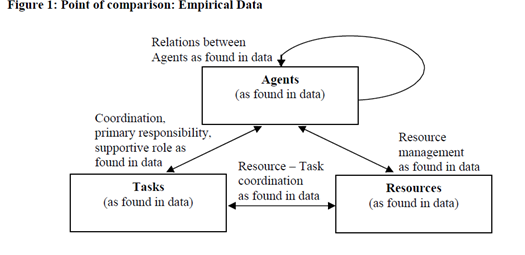 Figure 1: Point of comparison: Empirical Data
Relations between
Agents as found in data
Agents
(as found in data)
Coordination,
primary responsibility,
supportive role as
found in data
Resource
management
as found in data
Resource – Task
coordination
as found in data
Tasks
(as found in data)
Resources
(as found in data)